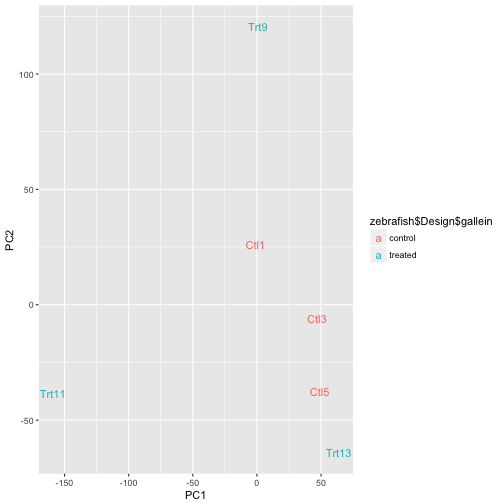 Trt9
100
50
zebrafish$Design$gallein
PC2
Ctl1
a control
a treated
0
Ctl3
Trt11
Ctl5
-50
Trt13
-150 -100 -50 0 50
PC1